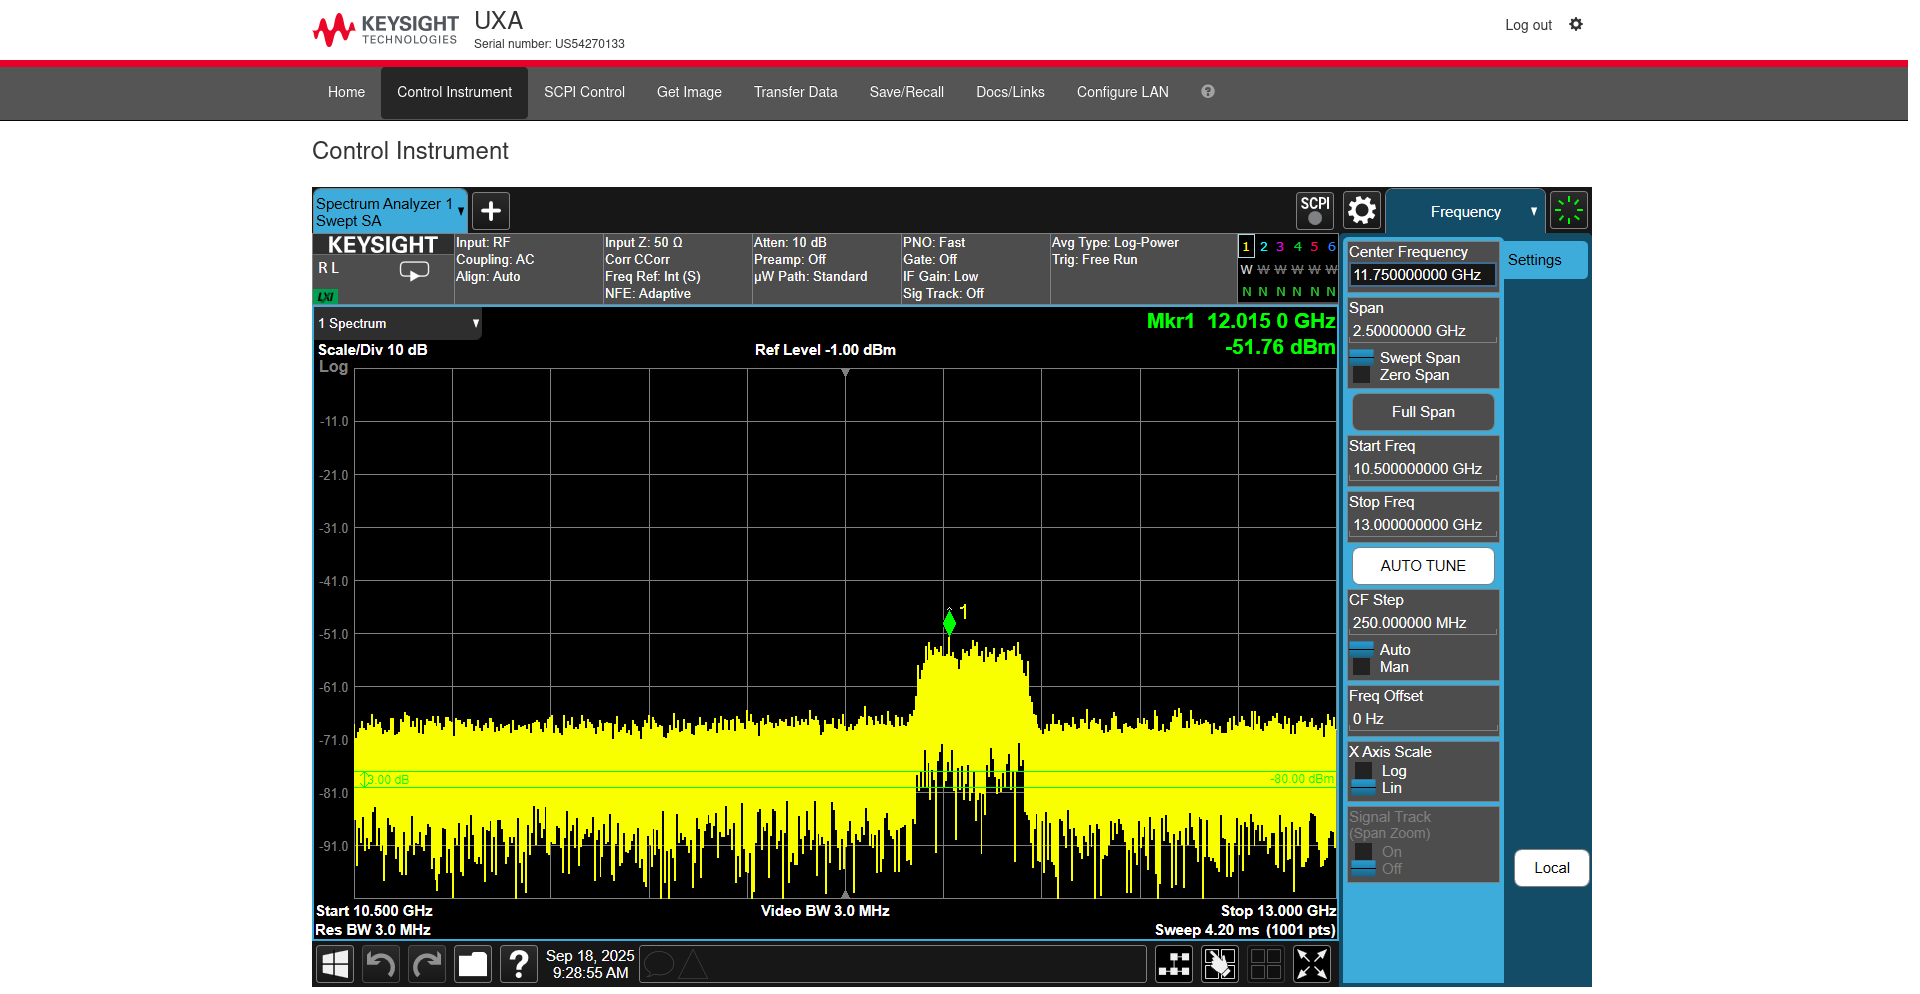 KEYSIGHT
TECHNOLOGIES
UXA
Serial number: US54270133
Log out
Home
Control Instrument
SCPI Control
Get Image
Transfer Data
Save/Recall
Docs/Links
Configure LAN
?
Control Instrument
Spectrum Analyzer 1
Swept SA
SCPI
Frequency
KEYSIGHT
R L
LXI
Input: RF
Coupling: AC
Align: Auto
Input Z: 50 Ω
Corr CCorr
Freq Ref: Int (S)
NFE: Adaptive
Atten: 10 dB
Preamp: Off
µW Path: Standard
PNO: Fast
Gate: Off
IF Gain: Low
Sig Track: Off
Avg Type: Log-Power
Trig: Free Run
1 2 3 4 5 6
W W W W W W
N N N N N N
1 Spectrum
Scale/Div 10 dB
Log
Ref Level -1.00 dBm
Mkr1 12.015 0 GHz
-51.76 dBm
-11.0
-21.0
-31.0
-41.0
1
-51.0
-61.0
-71.0
3.00 dB
-80.00 dBm
-81.0
-91.0
Start 10.500 GHz
Video BW 3.0 MHz
Stop 13.000 GHz
Res BW 3.0 MHz
Sweep 4.20 ms (1001 pts)
?
Sep 18, 2025
9:28:55 AM
Center Frequency
11.750000000 GHz
Settings
Span
2.50000000 GHz
Swept Span
Zero Span
Full Span
Start Freq
10.500000000 GHz
Stop Freq
13.000000000 GHz
AUTO TUNE
CF Step
250.000000 MHz
Auto
Man
Freq Offset
0 Hz
X Axis Scale
Log
Lin
Signal Track
(Span Zoom)
On
Off
Local